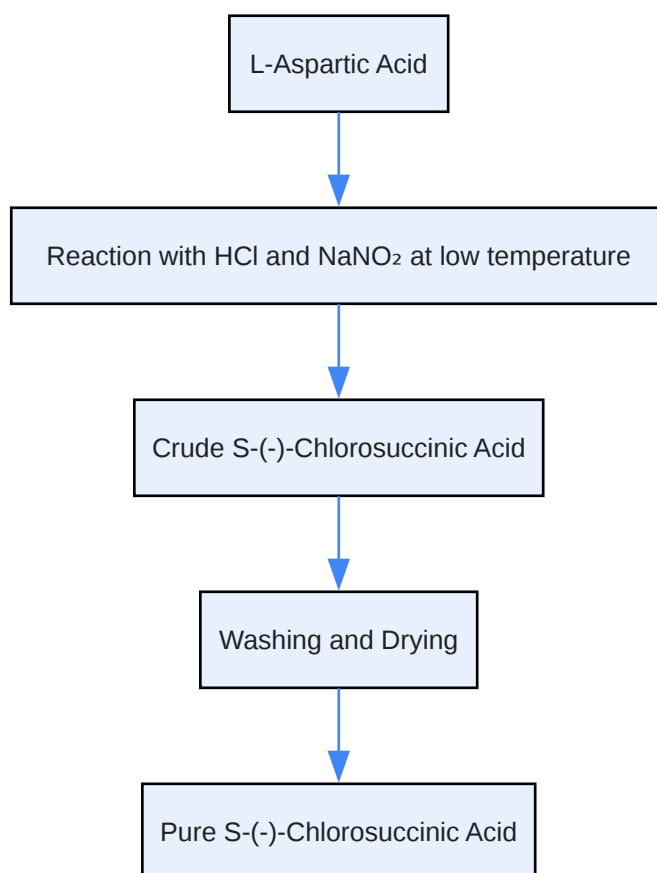 L-Aspartic Acid
Reaction with HCl and NaNO₂ at low temperature
Crude S-(-)-Chlorosuccinic Acid
Washing and Drying
Pure S-(-)-Chlorosuccinic Acid